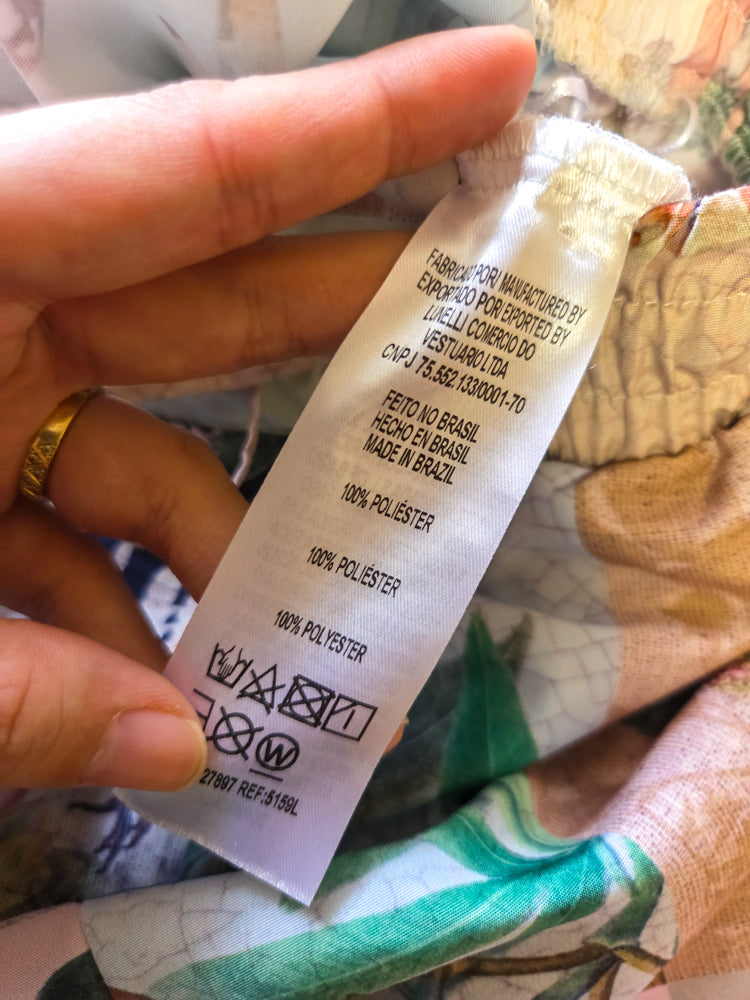 FABRICADO POR/ MANUFACTURED BY
EXPORTADO POR/ EXPORTED BY
LUNELLI COMERCIO DO
VESTUARIO LTDA
CNPJ 75.552.133/0001-70
FEITO NO BRASIL
HECHO EN BRASIL
MADE IN BRAZIL
100% POLIÉSTER
100% POLIÉSTER
100% POLYESTER
W
27897 REF:5159L